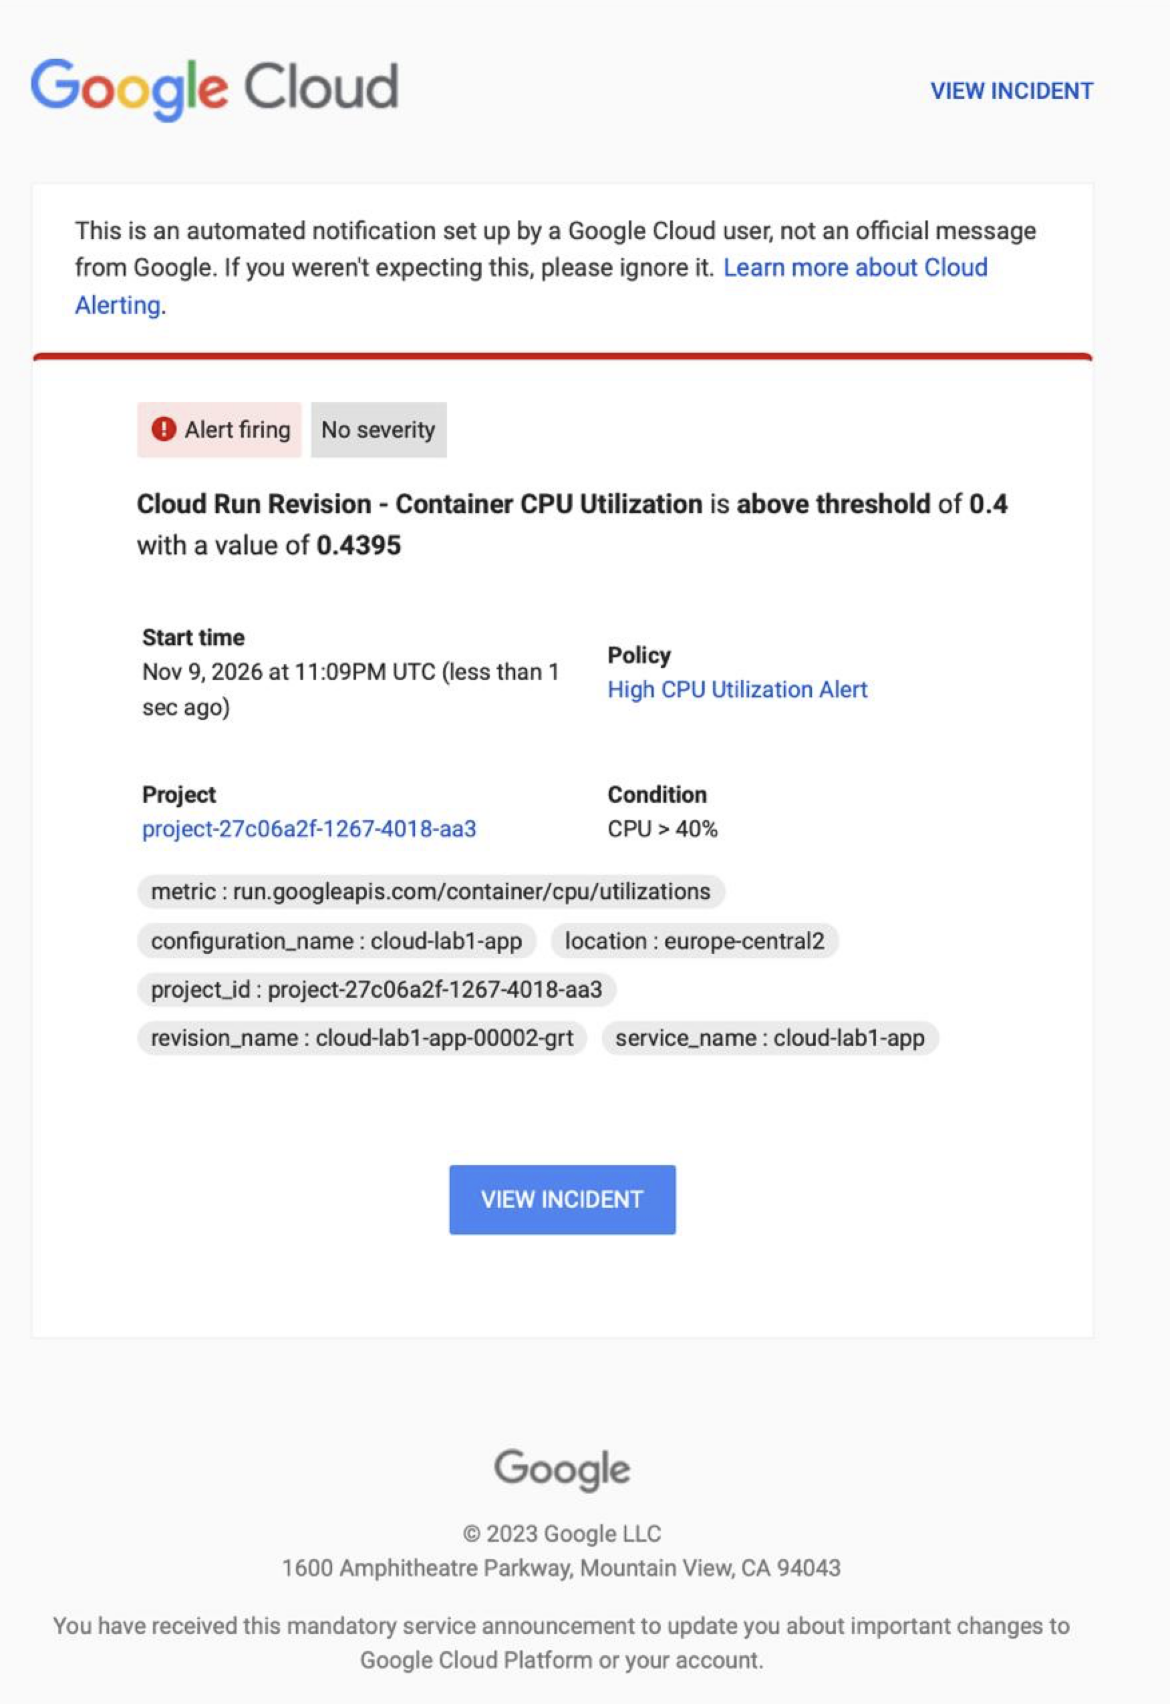 Google Cloud
VIEW INCIDENT
This is an automated notification set up by a Google Cloud user, not an official message
from Google. If you weren't expecting this, please ignore it. Learn more about Cloud
Alerting.
Alert firing
No severity
Cloud Run Revision - Container CPU Utilization is above threshold of 0.4
with a value of 0.4395
Start time
Nov 9, 2026 at 11:09PM UTC (less than 1
sec ago)
Policy
High CPU Utilization Alert
Project
project-27c06a2f-1267-4018-aa3
Condition
CPU > 40%
metric : run.googleapis.com/container/cpu/utilizations
configuration_name : cloud-lab1-app
location : europe-central2
project_id : project-27c06a2f-1267-4018-aa3
revision_name : cloud-lab1-app-00002-grt
service_name : cloud-lab1-app
VIEW INCIDENT
Google
© 2023 Google LLC
1600 Amphitheatre Parkway, Mountain View, CA 94043
You have received this mandatory service announcement to update you about important changes to
Google Cloud Platform or your account.